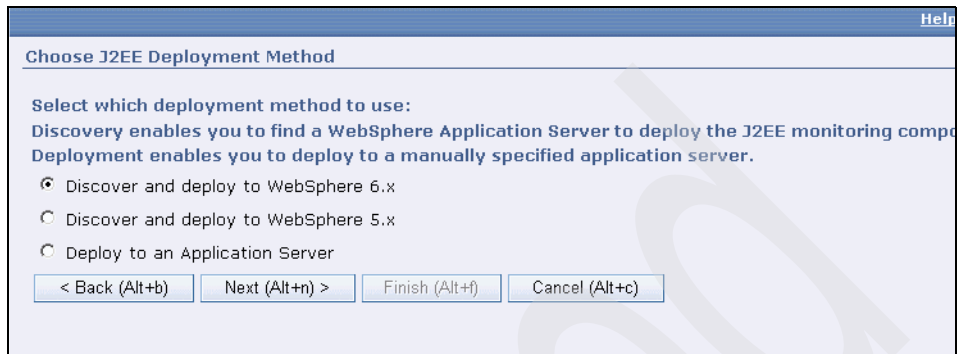 Help
Choose J2EE Deployment Method
Select which deployment method to use:
Discovery enables you to find a WebSphere Application Server to deploy the J2EE monitoring compo
Deployment enables you to deploy to a manually specified application server.
Discover and deploy to WebSphere 6.x
Discover and deploy to WebSphere 5.x
Deploy to an Application Server
< Back (Alt+b) Next (Alt+n) > Finish (Alt+f) Cancel (Alt+c)